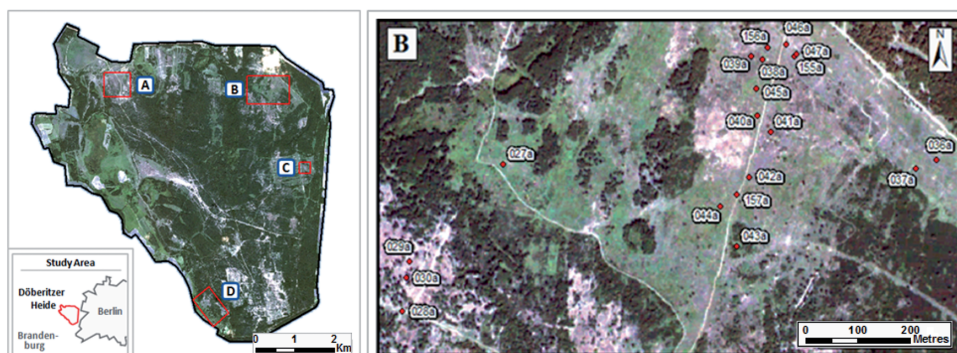 A
B
C
D
Study Area
Döberitzer
Heide
Berlin
Branden-
burg
0 1 2
Km
B
N
046a
156a
047a
039a
038a
155a
045a
040a
041a
036a
027a
037a
042a
157a
044a
043a
029a
030a
028a
0 100 200
Metres